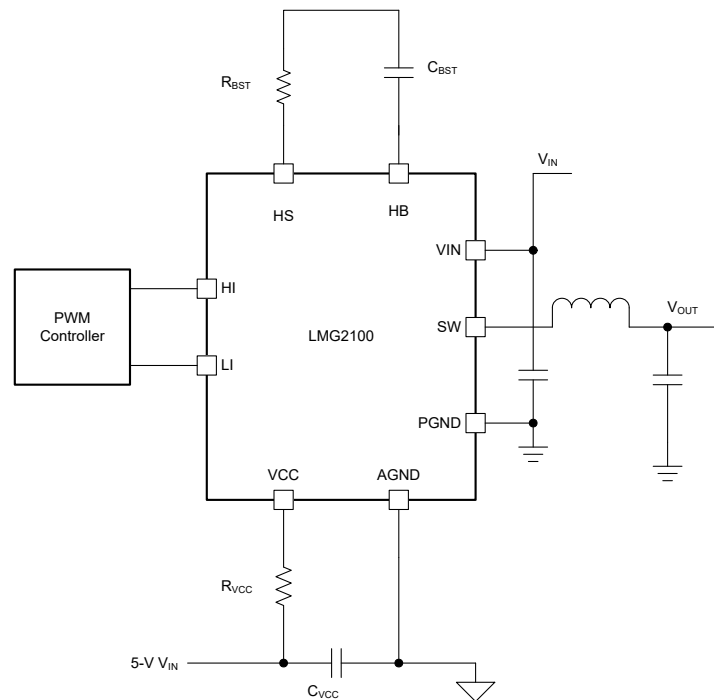 R_BST
C_BST
V_IN
HS
HB
VIN
HI
PWM
Controller
SW
V_OUT
LMG2100
LI
PGND
VCC
AGND
R_VCC
5-V V_IN
C_VCC